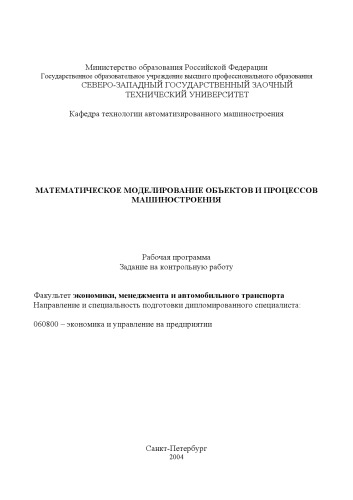 Министерство образования Российской Федерации
Государственное образовательное учреждение высшего профессионального образования
СЕВЕРО-ЗАПАДНЫЙ ГОСУДАРСТВЕННЫЙ ЗАОЧНЫЙ
ТЕХНИЧЕСКИЙ УНИВЕРСИТЕТ
Кафедра технологии автоматизированного машиностроения
МАТЕМАТИЧЕСКОЕ МОДЕЛИРОВАНИЕ ОБЪЕКТОВ И ПРОЦЕССОВ
МАШИНОСТРОЕНИЯ
Рабочая программа
Задание на контрольную работу
Факультет экономики, менеджмента и автомобильного транспорта
Направление и специальность подготовки дипломированного специалиста:
060800 – экономика и управление на предприятии
Санкт-Петербург
2004